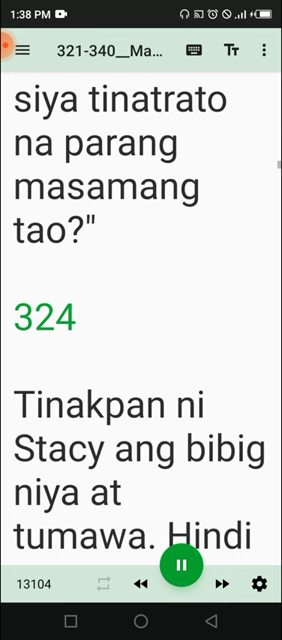 1:38 PM
321-340__Ma...
TT
siya tinatrato
na parang
masamang
tao?"
324
Tinakpan ni
Stacy ang bibig
niya at
tumawa. Hindi
13104